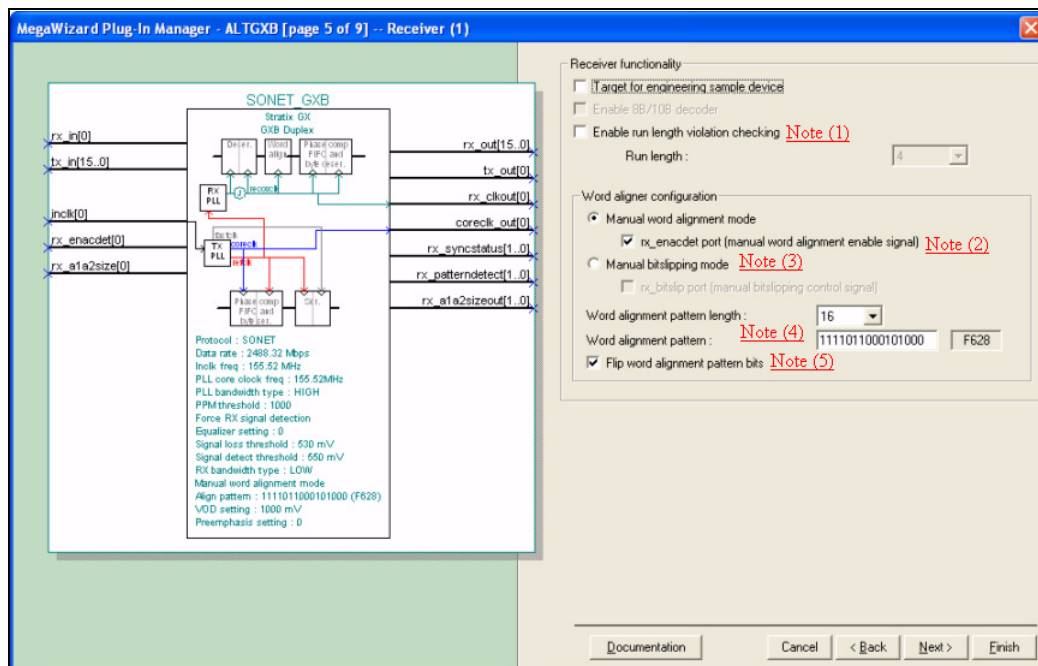 MegaWizard Plug-In Manager - ALTGXB [page 5 of 9] -- Receiver (1)
SONET_GXB
Stratix GX
GXB Duplex
rx_in[0]
tx_in[15..0]
inclk[0]
rx_enacdet[0]
rx_a1a2size[0]
Deser.
Word
align
Phase comp
FIFO and
byte deser.
RX
PLL
recovclk
TX
PLL
coreclk
refclk
Phase comp
FIFO and
byte ser.
Ser.
rx_out[15..0]
tx_out[0]
rx_clkout[0]
coreclk_out[0]
rx_syncstatus[1..0]
rx_patterndetect[1..0]
rx_a1a2sizeout[1..0]
Protocol : SONET
Data rate : 2488.32 Mbps
Inclk freq : 155.52 MHz
PLL core clock freq : 155.52MHz
PLL bandwidth type : HIGH
PPM threshold : 1000
Force RX signal detection
Equalizer setting : 0
Signal loss threshold : 530 mV
Signal detect threshold : 550 mV
RX bandwidth type : LOW
Manual word alignment mode
Align pattern : 1111011000101000 (F628)
VOD setting : 1000 mV
Preemphasis setting : 0
Receiver functionality
Target for engineering sample device
Enable 8B/10B decoder
Enable run length violation checking Note (1)
Run length : 4
Word aligner configuration
Manual word alignment mode
rx_enacdet port (manual word alignment enable signal) Note (2)
Manual bitslipping mode Note (3)
rx_bitslip port (manual bitslipping control signal)
Word alignment pattern length : 16
Word alignment pattern : Note (4) 1111011000101000 F628
Flip word alignment pattern bits Note (5)
Documentation Cancel < Back Next > Finish